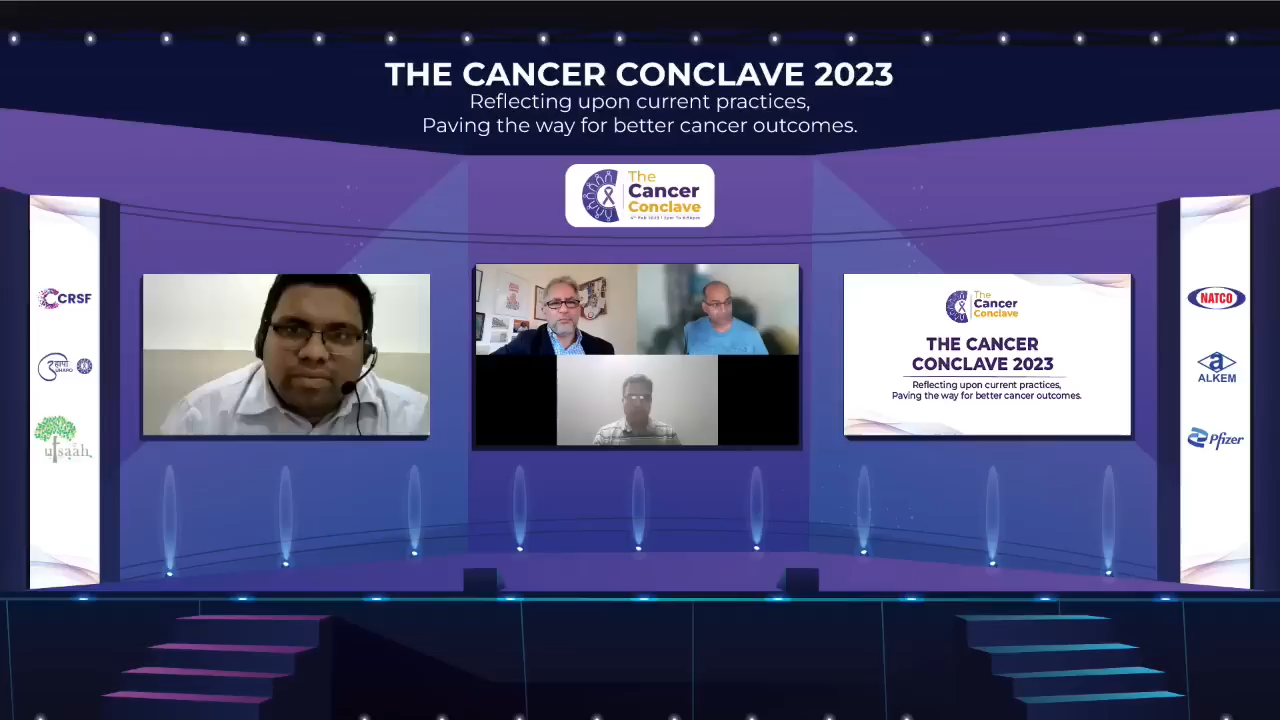 THE CANCER CONCLAVE 2023
Reflecting upon current practices,
Paving the way for better cancer outcomes.
The
Cancer
Conclave
CRSF
उहापो
UHAPO
utsaah
The
Cancer
Conclave
THE CANCER
CONCLAVE 2023
Reflecting upon current practices,
Paving the way for better cancer outcomes.
NATCO
a
ALKEM
Pfizer